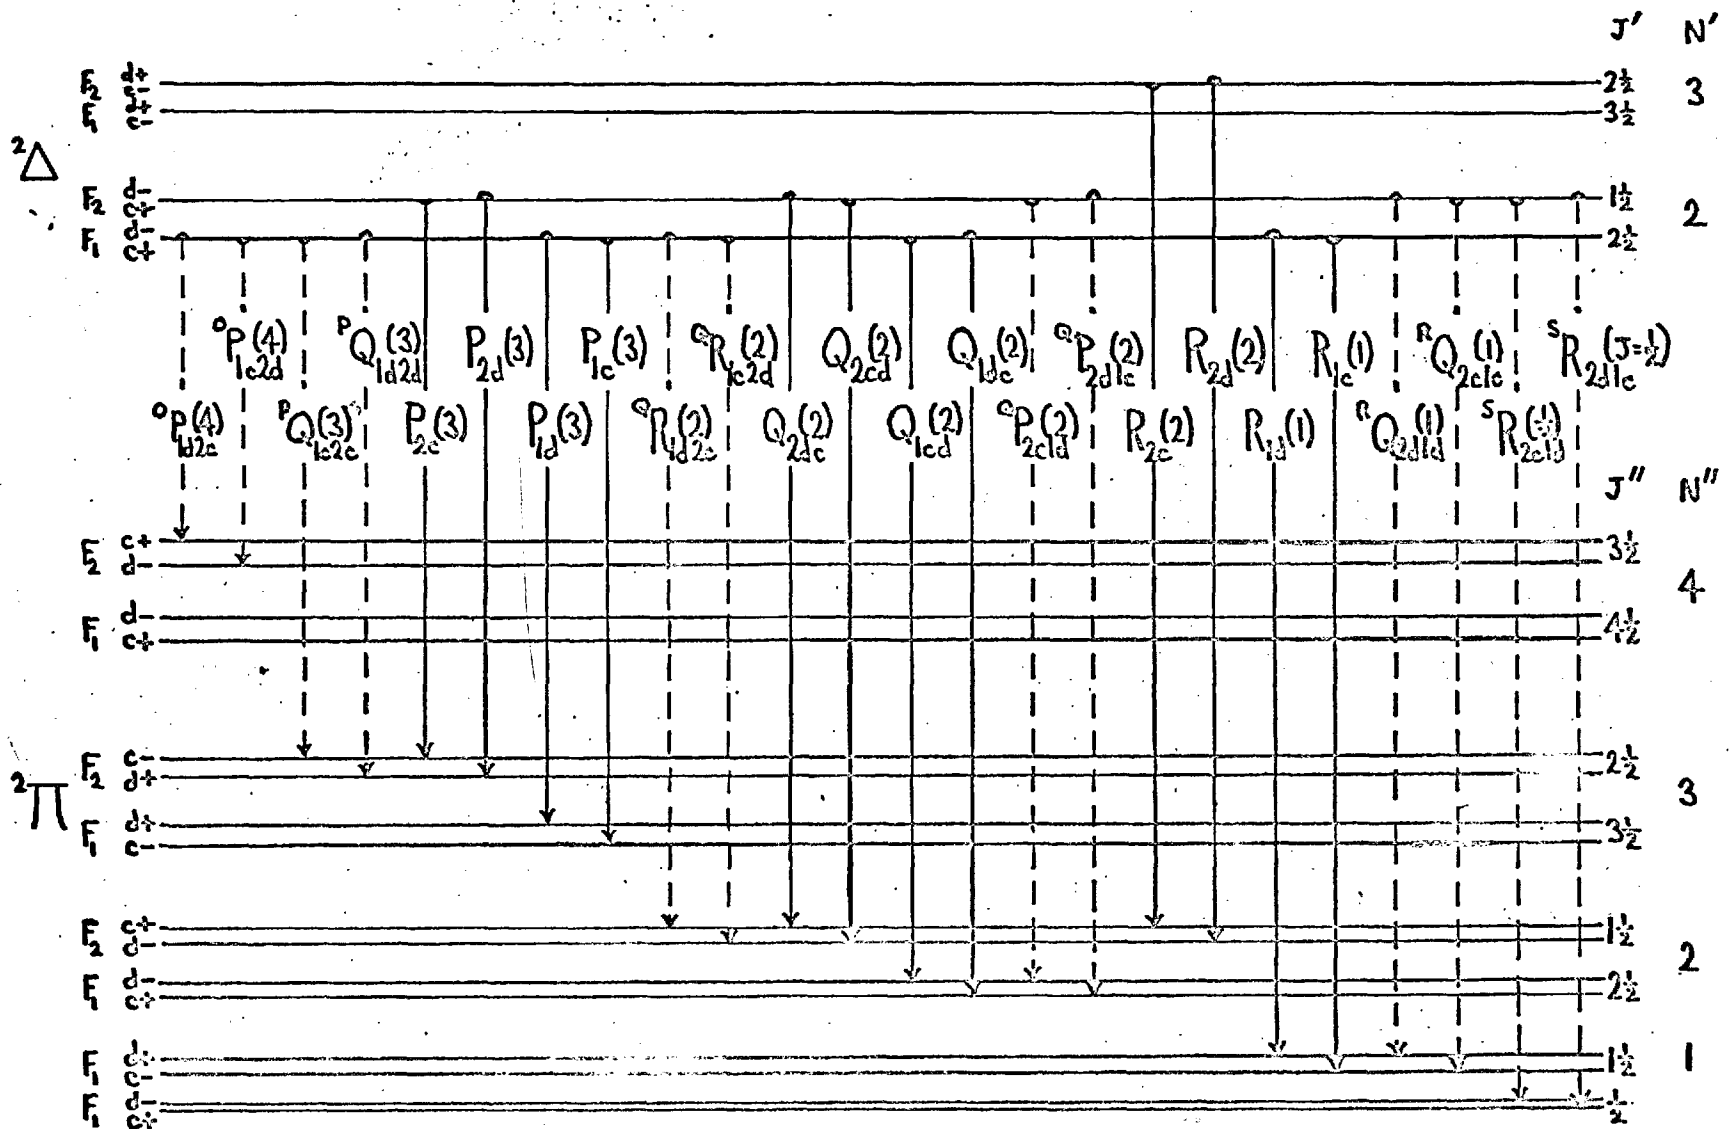 J′ N′
F₂ d+ c- 2½ 3
F₁ d+ c- 3½
²Δ
F₂ d- c+ 1½ 2
F₁ d- c+ 2½
ᴼP₁c2d(4) ᴾQ₁d2d(3) P₂d(3) P₁c(3) ᑫR₁c2d(2) Q₂cd(2) Q₁dc(2) ᑫP₂d1c(2) R₂d(2) R₁c(1) ᴿQ₂c1c(1) ˢR₂d1c(J=½)
ᴼP₁d2c(4) ᴾQ₁c2c(3) P₂c(3) P₁d(3) ᑫR₁d2c(2) Q₂dc(2) Q₁cd(2) ᑫP₂c1d(2) R₂c(2) R₁d(1) ᴿQ₂d1d(1) ˢR₂c1d(½)
J″ N″
F₂ c+ 3½
d- 4
F₁ d- 4½
c+
²Π
F₂ c- 2½
d+ 3
F₁ d+ 3½
c-
F₂ c+ 1½
d- 2
F₁ d- 2½
c+
F₁ d+ 1½ 1
c-
F₁ d- ½
c+